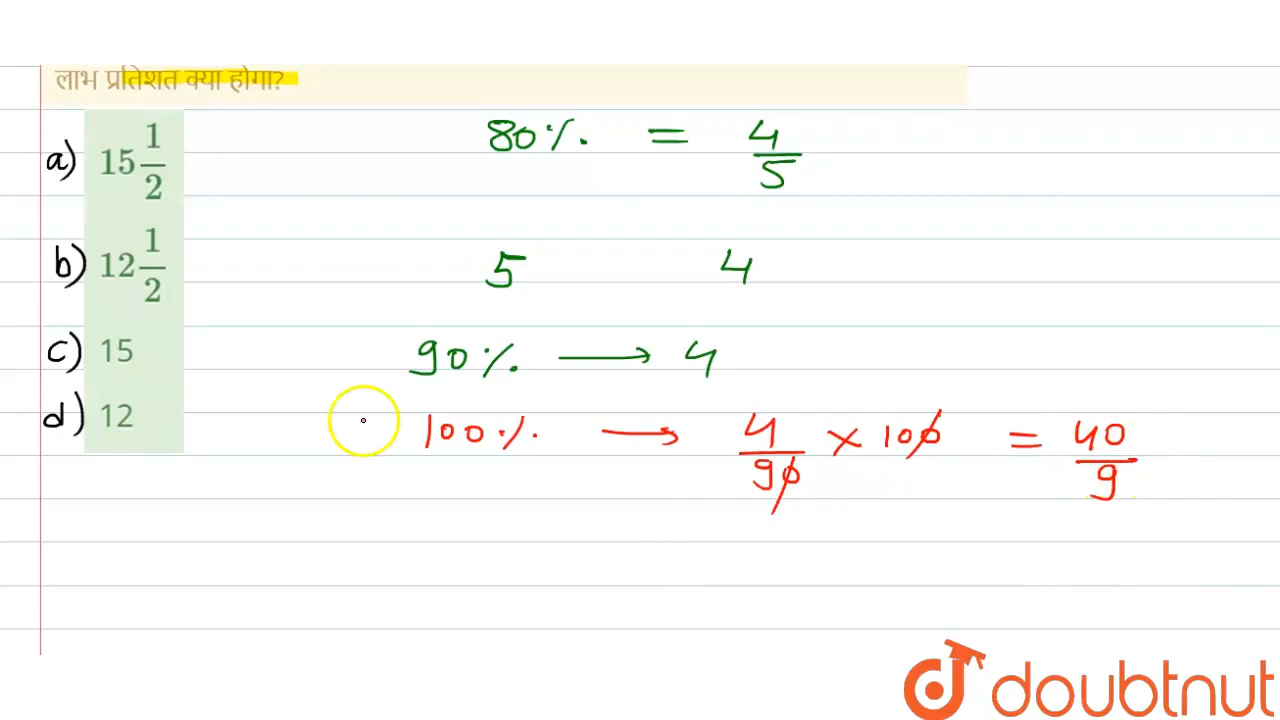 लाभ प्रतिशत क्या होगा?
a) 15 1/2
80% = 4/5
b) 12 1/2
5 4
c) 15
90% → 4
d) 12
100% → 4/90 × 100 = 40/9
doubtnut